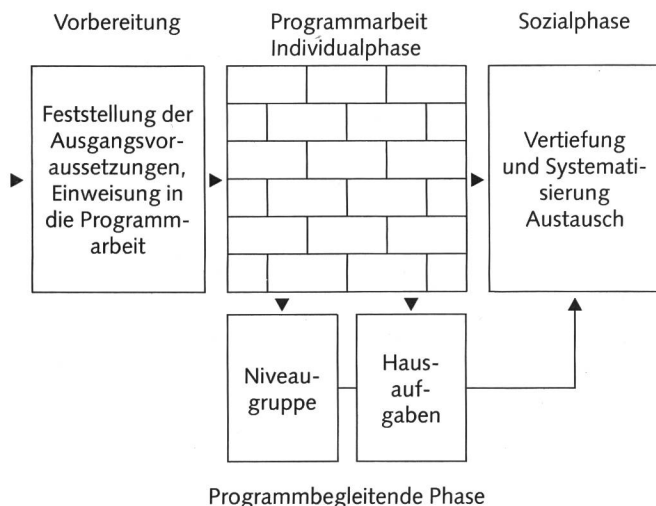 Vorbereitung
Programmarbeit
Individualphase
Sozialphase
Feststellung der
Ausgangsvor-
aussetzungen,
Einweisung in
die Programm-
arbeit
Vertiefung
und Systemati-
sierung
Austausch
Niveau-
gruppe
Haus-
auf-
gaben
Programmbegleitende Phase